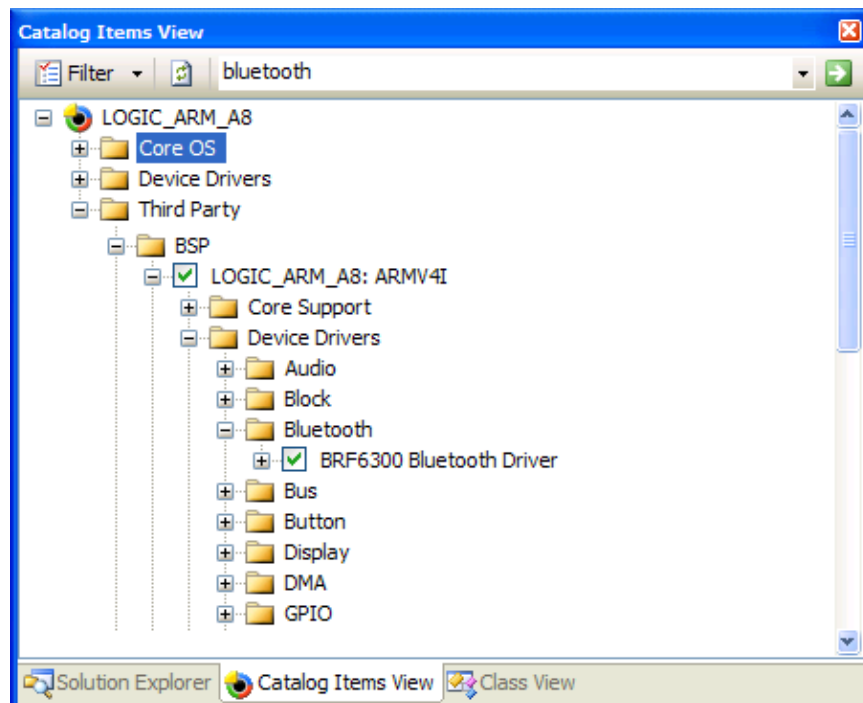 Catalog Items View
Filter bluetooth
LOGIC_ARM_A8
Core OS
Device Drivers
Third Party
BSP
LOGIC_ARM_A8: ARMV4I
Core Support
Device Drivers
Audio
Block
Bluetooth
BRF6300 Bluetooth Driver
Bus
Button
Display
DMA
GPIO
Solution Explorer Catalog Items View Class View